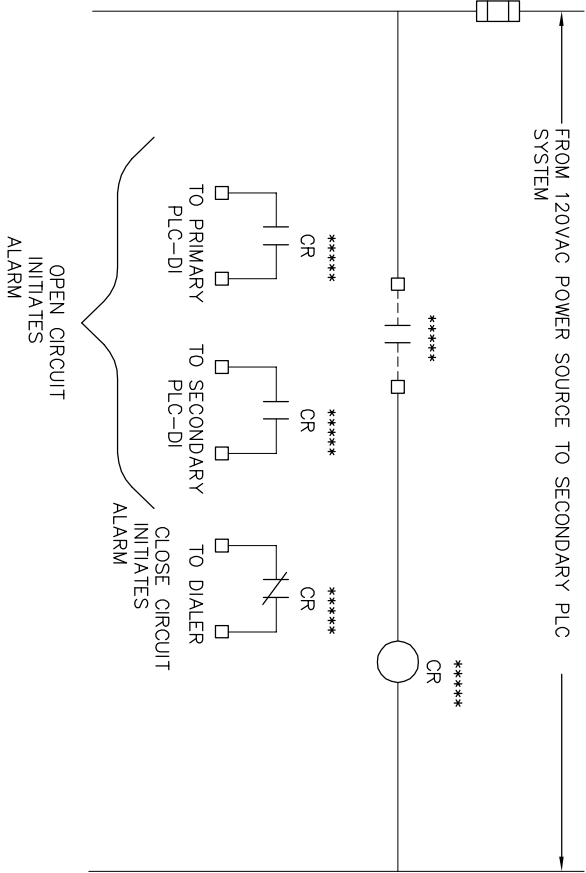 FROM 120VAC POWER SOURCE TO SECONDARY PLC
SYSTEM
*****
*****
CR
*****
CR
TO PRIMARY
PLC-DI
*****
CR
TO SECONDARY
PLC-DI
*****
CR
TO DIALER
OPEN CIRCUIT
INITIATES
ALARM
CLOSE CIRCUIT
INITIATES
ALARM